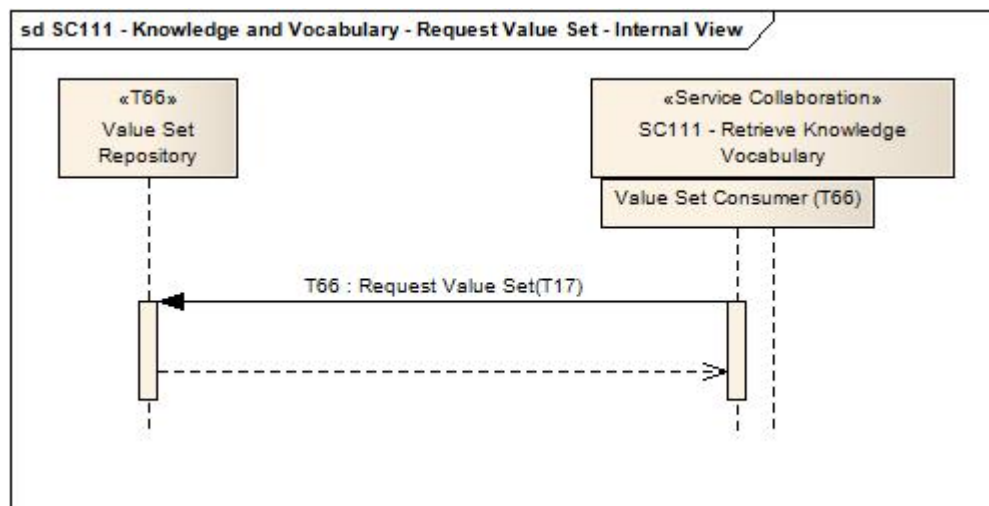 sd SC111 - Knowledge and Vocabulary - Request Value Set - Internal View
«T66»
Value Set
Repository
«Service Collaboration»
SC111 - Retrieve Knowledge
Vocabulary
Value Set Consumer (T66)
T66 : Request Value Set(T17)